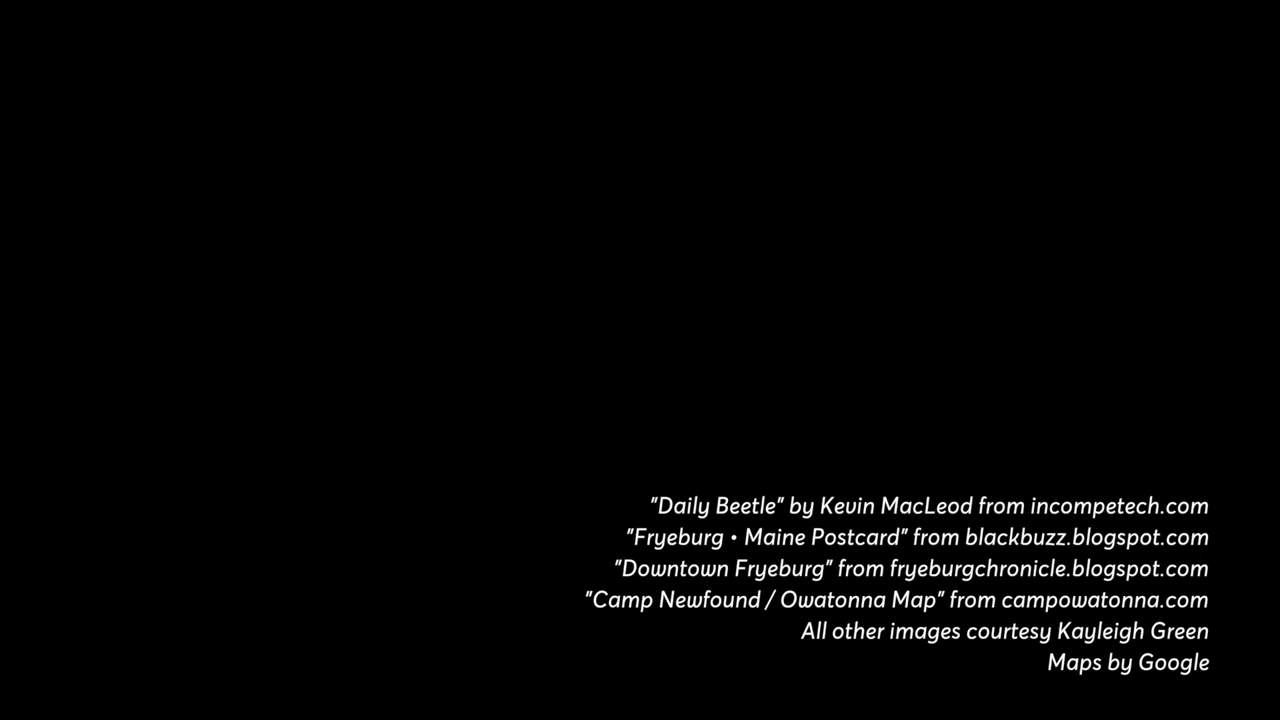 "Daily Beetle" by Kevin MacLeod from incompetech.com
"Fryeburg • Maine Postcard" from blackbuzz.blogspot.com
"Downtown Fryeburg" from fryeburgchronicle.blogspot.com
"Camp Newfound / Owatonna Map" from campowatonna.com
All other images courtesy Kayleigh Green
Maps by Google